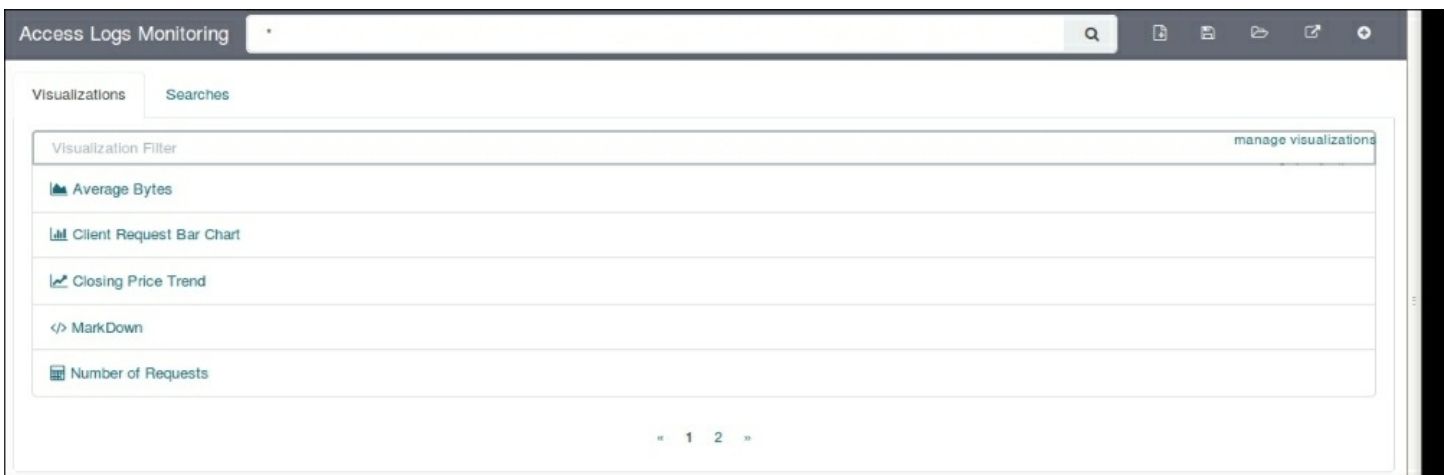 Access Logs Monitoring *
Visualizations Searches
Visualization Filter manage visualizations
Average Bytes
Client Request Bar Chart
Closing Price Trend
</> MarkDown
Number of Requests
« 1 2 »